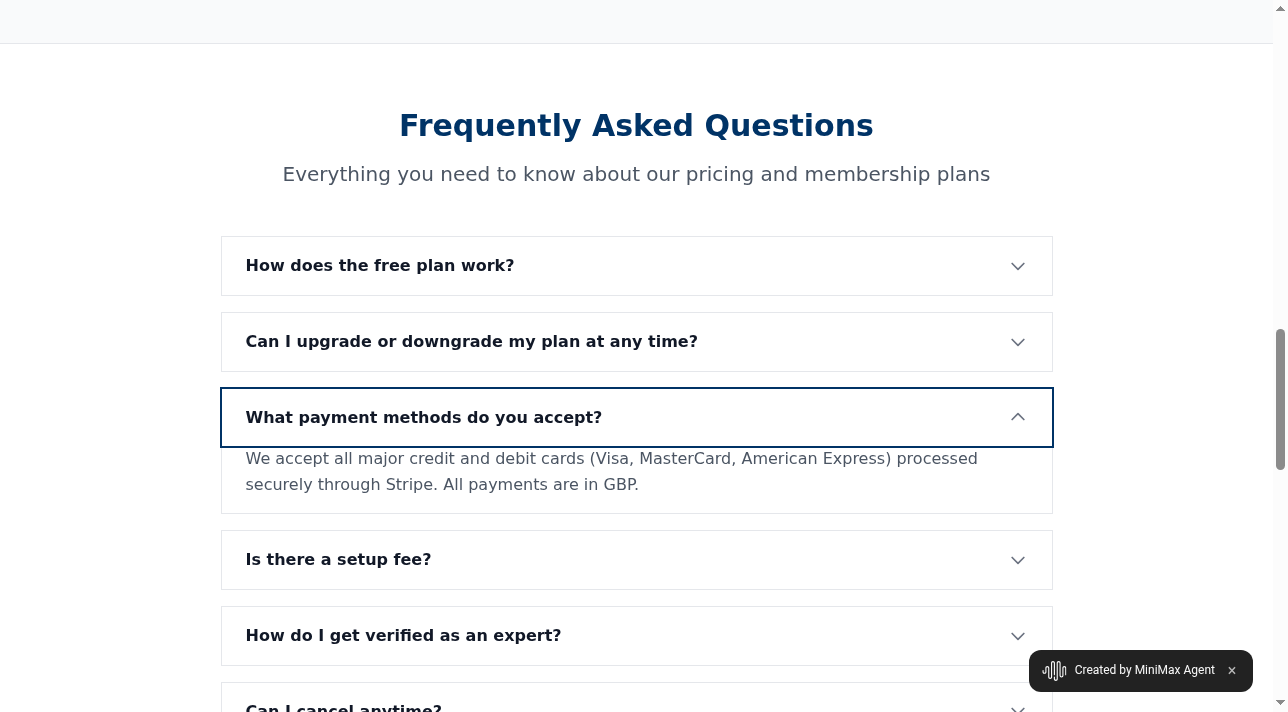 Frequently Asked Questions
Everything you need to know about our pricing and membership plans
How does the free plan work?
Can I upgrade or downgrade my plan at any time?
What payment methods do you accept?
We accept all major credit and debit cards (Visa, MasterCard, American Express) processed
securely through Stripe. All payments are in GBP.
Is there a setup fee?
How do I get verified as an expert?
Created by MiniMax Agent
Can I cancel anytime?